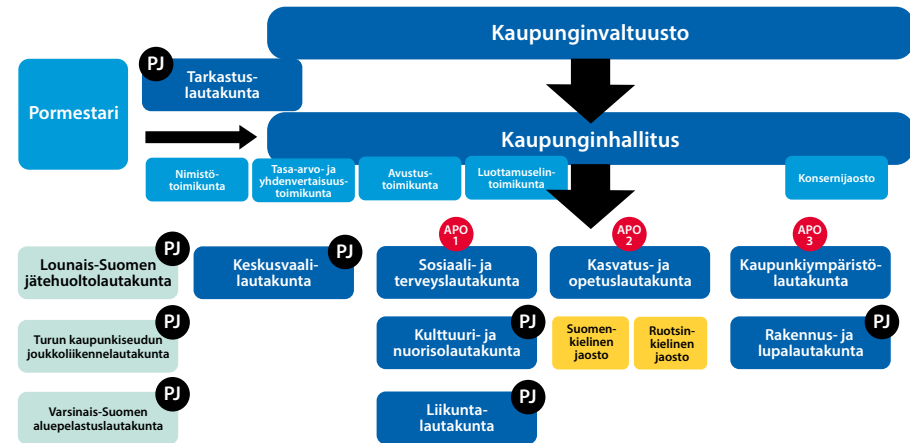 Kaupunginvaltuusto
PJ
Tarkastus-
lautakunta
Pormestari
Kaupunginhallitus
Nimistö-
toimikunta
Tasa-arvo- ja
yhdenvertaisuus-
toimikunta
Avustus-
toimikunta
Luottamuselin-
toimikunta
Konsernijaosto
PJ
Lounais-Suomen
jätehuoltolautakunta
PJ
Keskusvaali-
lautakunta
APO
1
Sosiaali- ja
terveyslautakunta
APO
2
Kasvatus- ja
opetuslautakunta
APO
3
Kaupunkiympäristö-
lautakunta
PJ
Turun kaupunkiseudun
joukkoliikennelautakunta
PJ
Kulttuuri- ja
nuorisolautakunta
Suomen-
kielinen
jaosto
Ruotsin-
kielinen
jaosto
PJ
Rakennus- ja
lupalautakunta
PJ
Varsinais-Suomen
aluepelastuslautakunta
PJ
Liikunta-
lautakunta